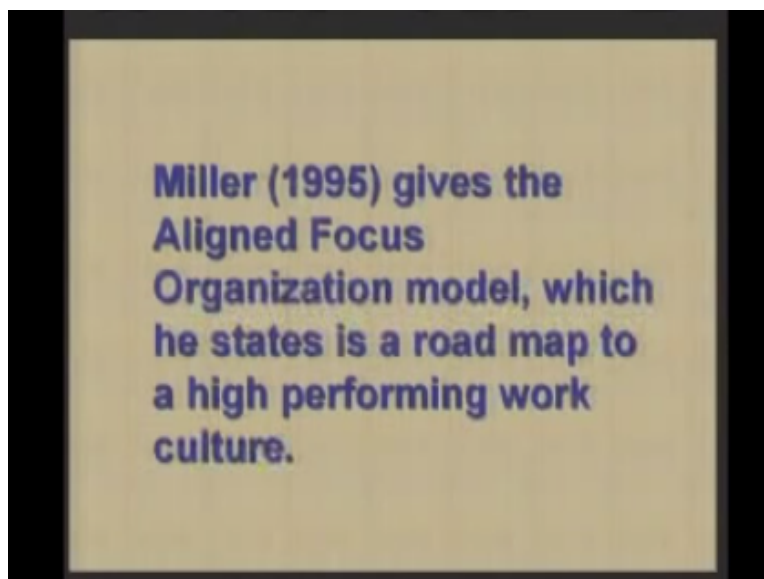 Miller (1995) gives the
Aligned Focus
Organization model, which
he states is a road map to
a high performing work
culture.